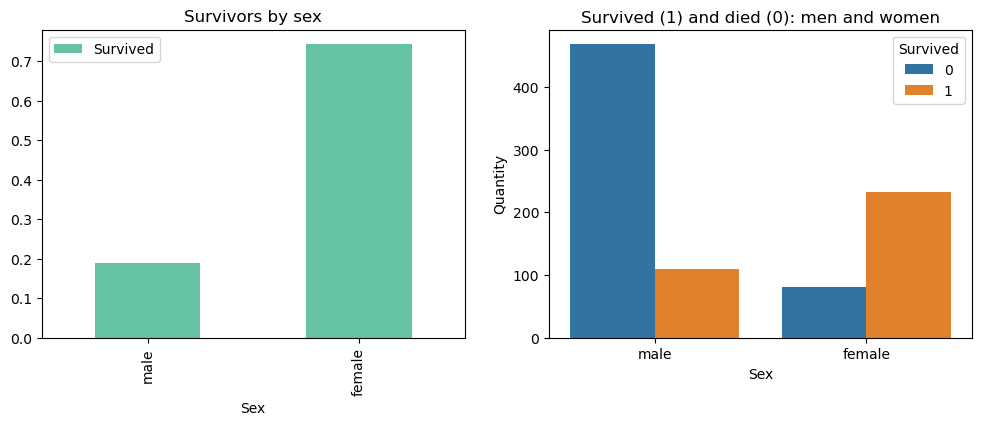 Survivors by sex
Survived
0.7
0.6
0.5
0.4
0.3
0.2
0.1
0.0
male
female
Sex
Survived (1) and died (0): men and women
Survived
0
1
Quantity
400
300
200
100
0
male
female
Sex